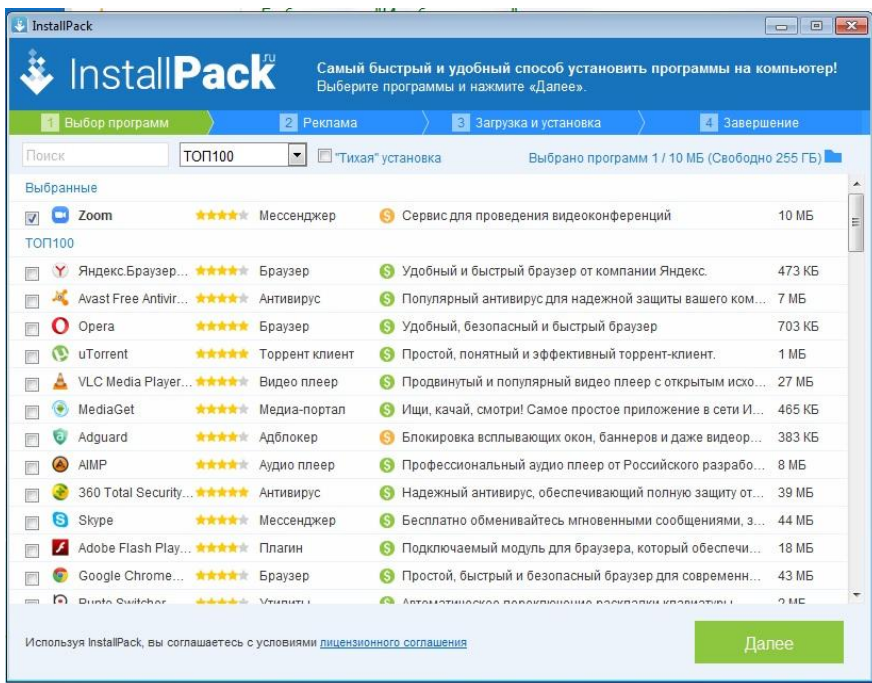 InstallPack
InstallPack.ru
Самый быстрый и удобный способ установить программы на компьютер!
Выберите программы и нажмите «Далее».
1 Выбор программ 2 Реклама 3 Загрузка и установка 4 Завершение
Поиск ТОП100 "Тихая" установка Выбрано программ 1 / 10 МБ (Свободно 255 ГБ)
Выбранные
Zoom Мессенджер S Сервис для проведения видеоконференций 10 МБ
ТОП100
Яндекс.Браузер... Браузер S Удобный и быстрый браузер от компании Яндекс. 473 КБ
Avast Free Antivir... Антивирус S Популярный антивирус для надежной защиты вашего ком... 7 МБ
Opera Браузер S Удобный, безопасный и быстрый браузер 703 КБ
uTorrent Торрент клиент S Простой, понятный и эффективный торрент-клиент. 1 МБ
VLC Media Player... Видео плеер S Продвинутый и популярный видео плеер с открытым исхо... 27 МБ
MediaGet Медиа-портал S Ищи, качай, смотри! Самое простое приложение в сети И... 465 КБ
Adguard Адблокер S Блокировка всплывающих окон, баннеров и даже видеор... 383 КБ
AIMP Аудио плеер S Профессиональный аудио плеер от Российского разрабо... 8 МБ
360 Total Security... Антивирус S Надежный антивирус, обеспечивающий полную защиту от... 39 МБ
Skype Мессенджер S Бесплатно обменивайтесь мгновенными сообщениями, з... 44 МБ
Adobe Flash Play... Плагин S Подключаемый модуль для браузера, который обеспечи... 18 МБ
Google Chrome... Браузер S Простой, быстрый и безопасный браузер для современн... 43 МБ
Punto Switcher Утилиты S Автоматическое переключение раскладки клавиатуры 2 МБ
Используя InstallPack, вы соглашаетесь с условиями лицензионного соглашения
Далее